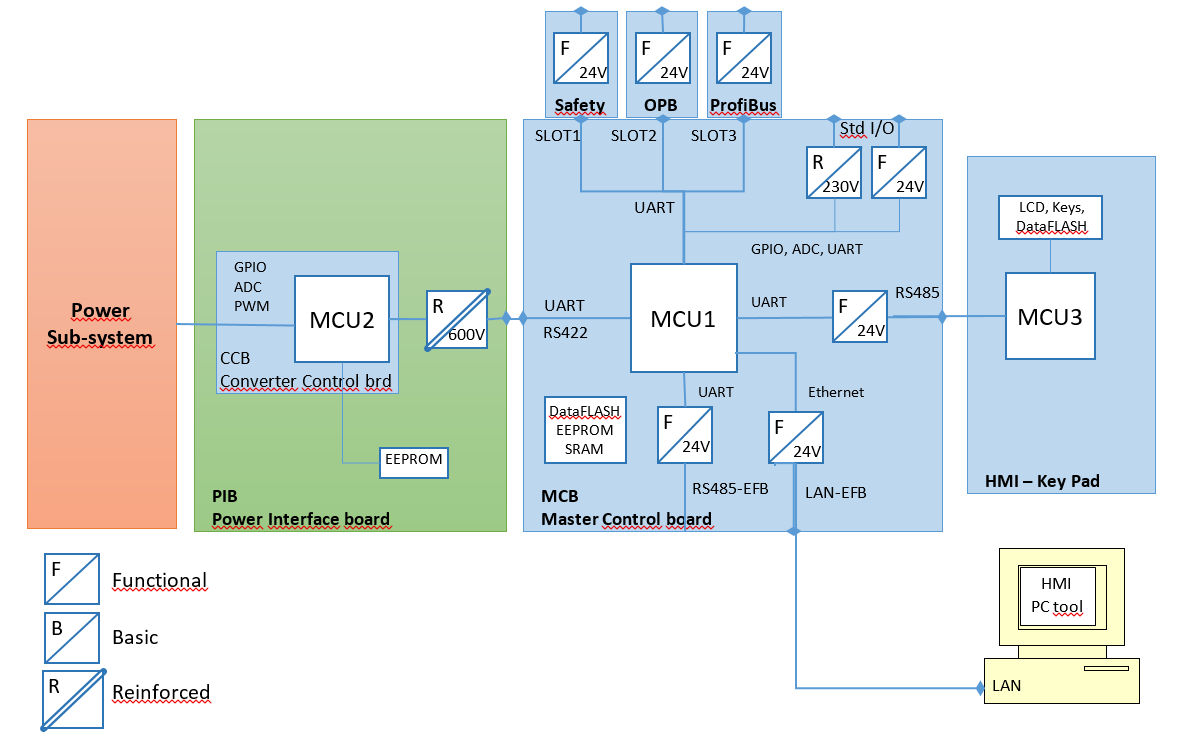 F
24V
Safety
F
24V
OPB
F
24V
ProfiBus
SLOT1
SLOT2
SLOT3
Std I/O
R
230V
F
24V
UART
GPIO, ADC, UART
Power
Sub-system
GPIO
ADC
PWM
MCU2
CCB
Converter Control brd
R
600V
EEPROM
PIB
Power Interface board
UART
RS422
MCU1
UART
F
24V
RS485
UART
F
24V
RS485-EFB
Ethernet
F
24V
LAN-EFB
DataFLASH
EEPROM
SRAM
MCB
Master Control board
LCD, Keys,
DataFLASH
MCU3
HMI – Key Pad
F
Functional
B
Basic
R
Reinforced
HMI
PC tool
LAN